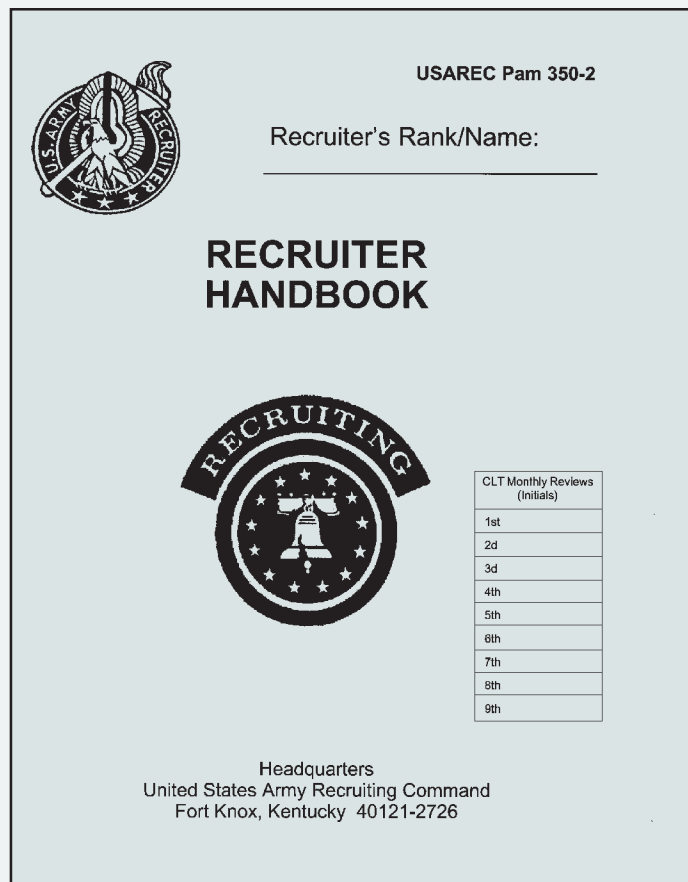 USAREC Pam 350-2
U.S. ARMY RECRUITER
Recruiter's Rank/Name:
RECRUITER
HANDBOOK
RECRUITING
CLT Monthly Reviews
(Initials)
1st
2d
3d
4th
5th
6th
7th
8th
9th
Headquarters
United States Army Recruiting Command
Fort Knox, Kentucky 40121-2726